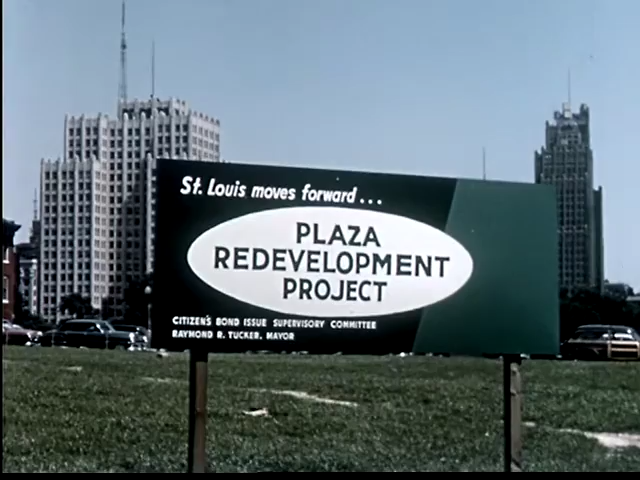 St. Louis moves forward...
PLAZA
REDEVELOPMENT
PROJECT
CITIZEN'S BOND ISSUE SUPERVISORY COMMITTEE
RAYMOND R. TUCKER, MAYOR